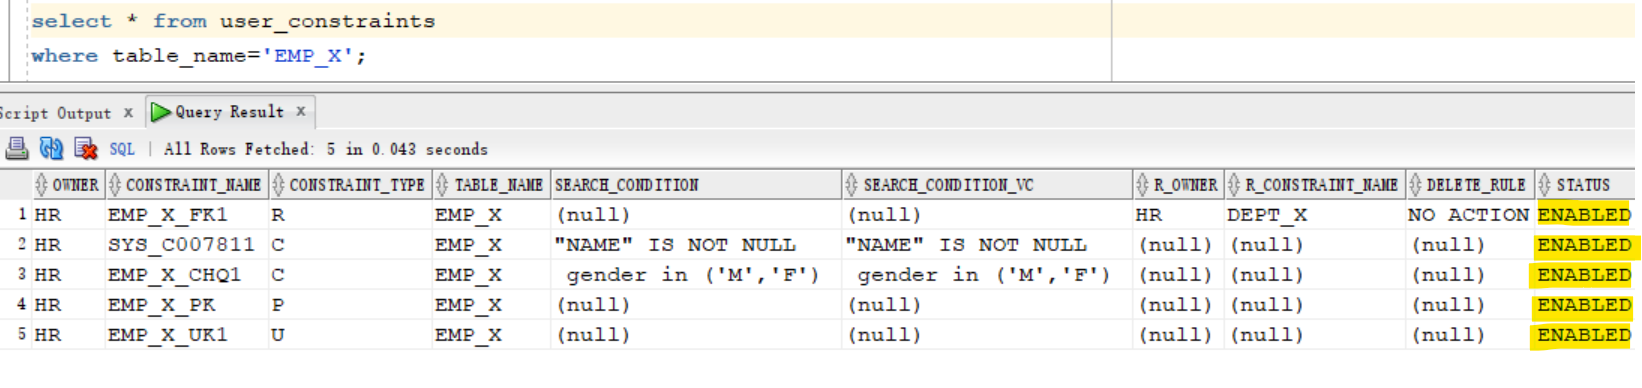 select * from user_constraints
where table_name='EMP_X';
Script Output x Query Result x
SQL | All Rows Fetched: 5 in 0.043 seconds
OWNER CONSTRAINT_NAME CONSTRAINT_TYPE TABLE_NAME SEARCH_CONDITION SEARCH_CONDITION_VC R_OWNER R_CONSTRAINT_NAME DELETE_RULE STATUS
1 HR EMP_X_FK1 R EMP_X (null) (null) HR DEPT_X NO ACTION ENABLED
2 HR SYS_C007811 C EMP_X "NAME" IS NOT NULL "NAME" IS NOT NULL (null) (null) (null) ENABLED
3 HR EMP_X_CHQ1 C EMP_X gender in ('M','F') gender in ('M','F') (null) (null) (null) ENABLED
4 HR EMP_X_PK P EMP_X (null) (null) (null) (null) (null) ENABLED
5 HR EMP_X_UK1 U EMP_X (null) (null) (null) (null) (null) ENABLED